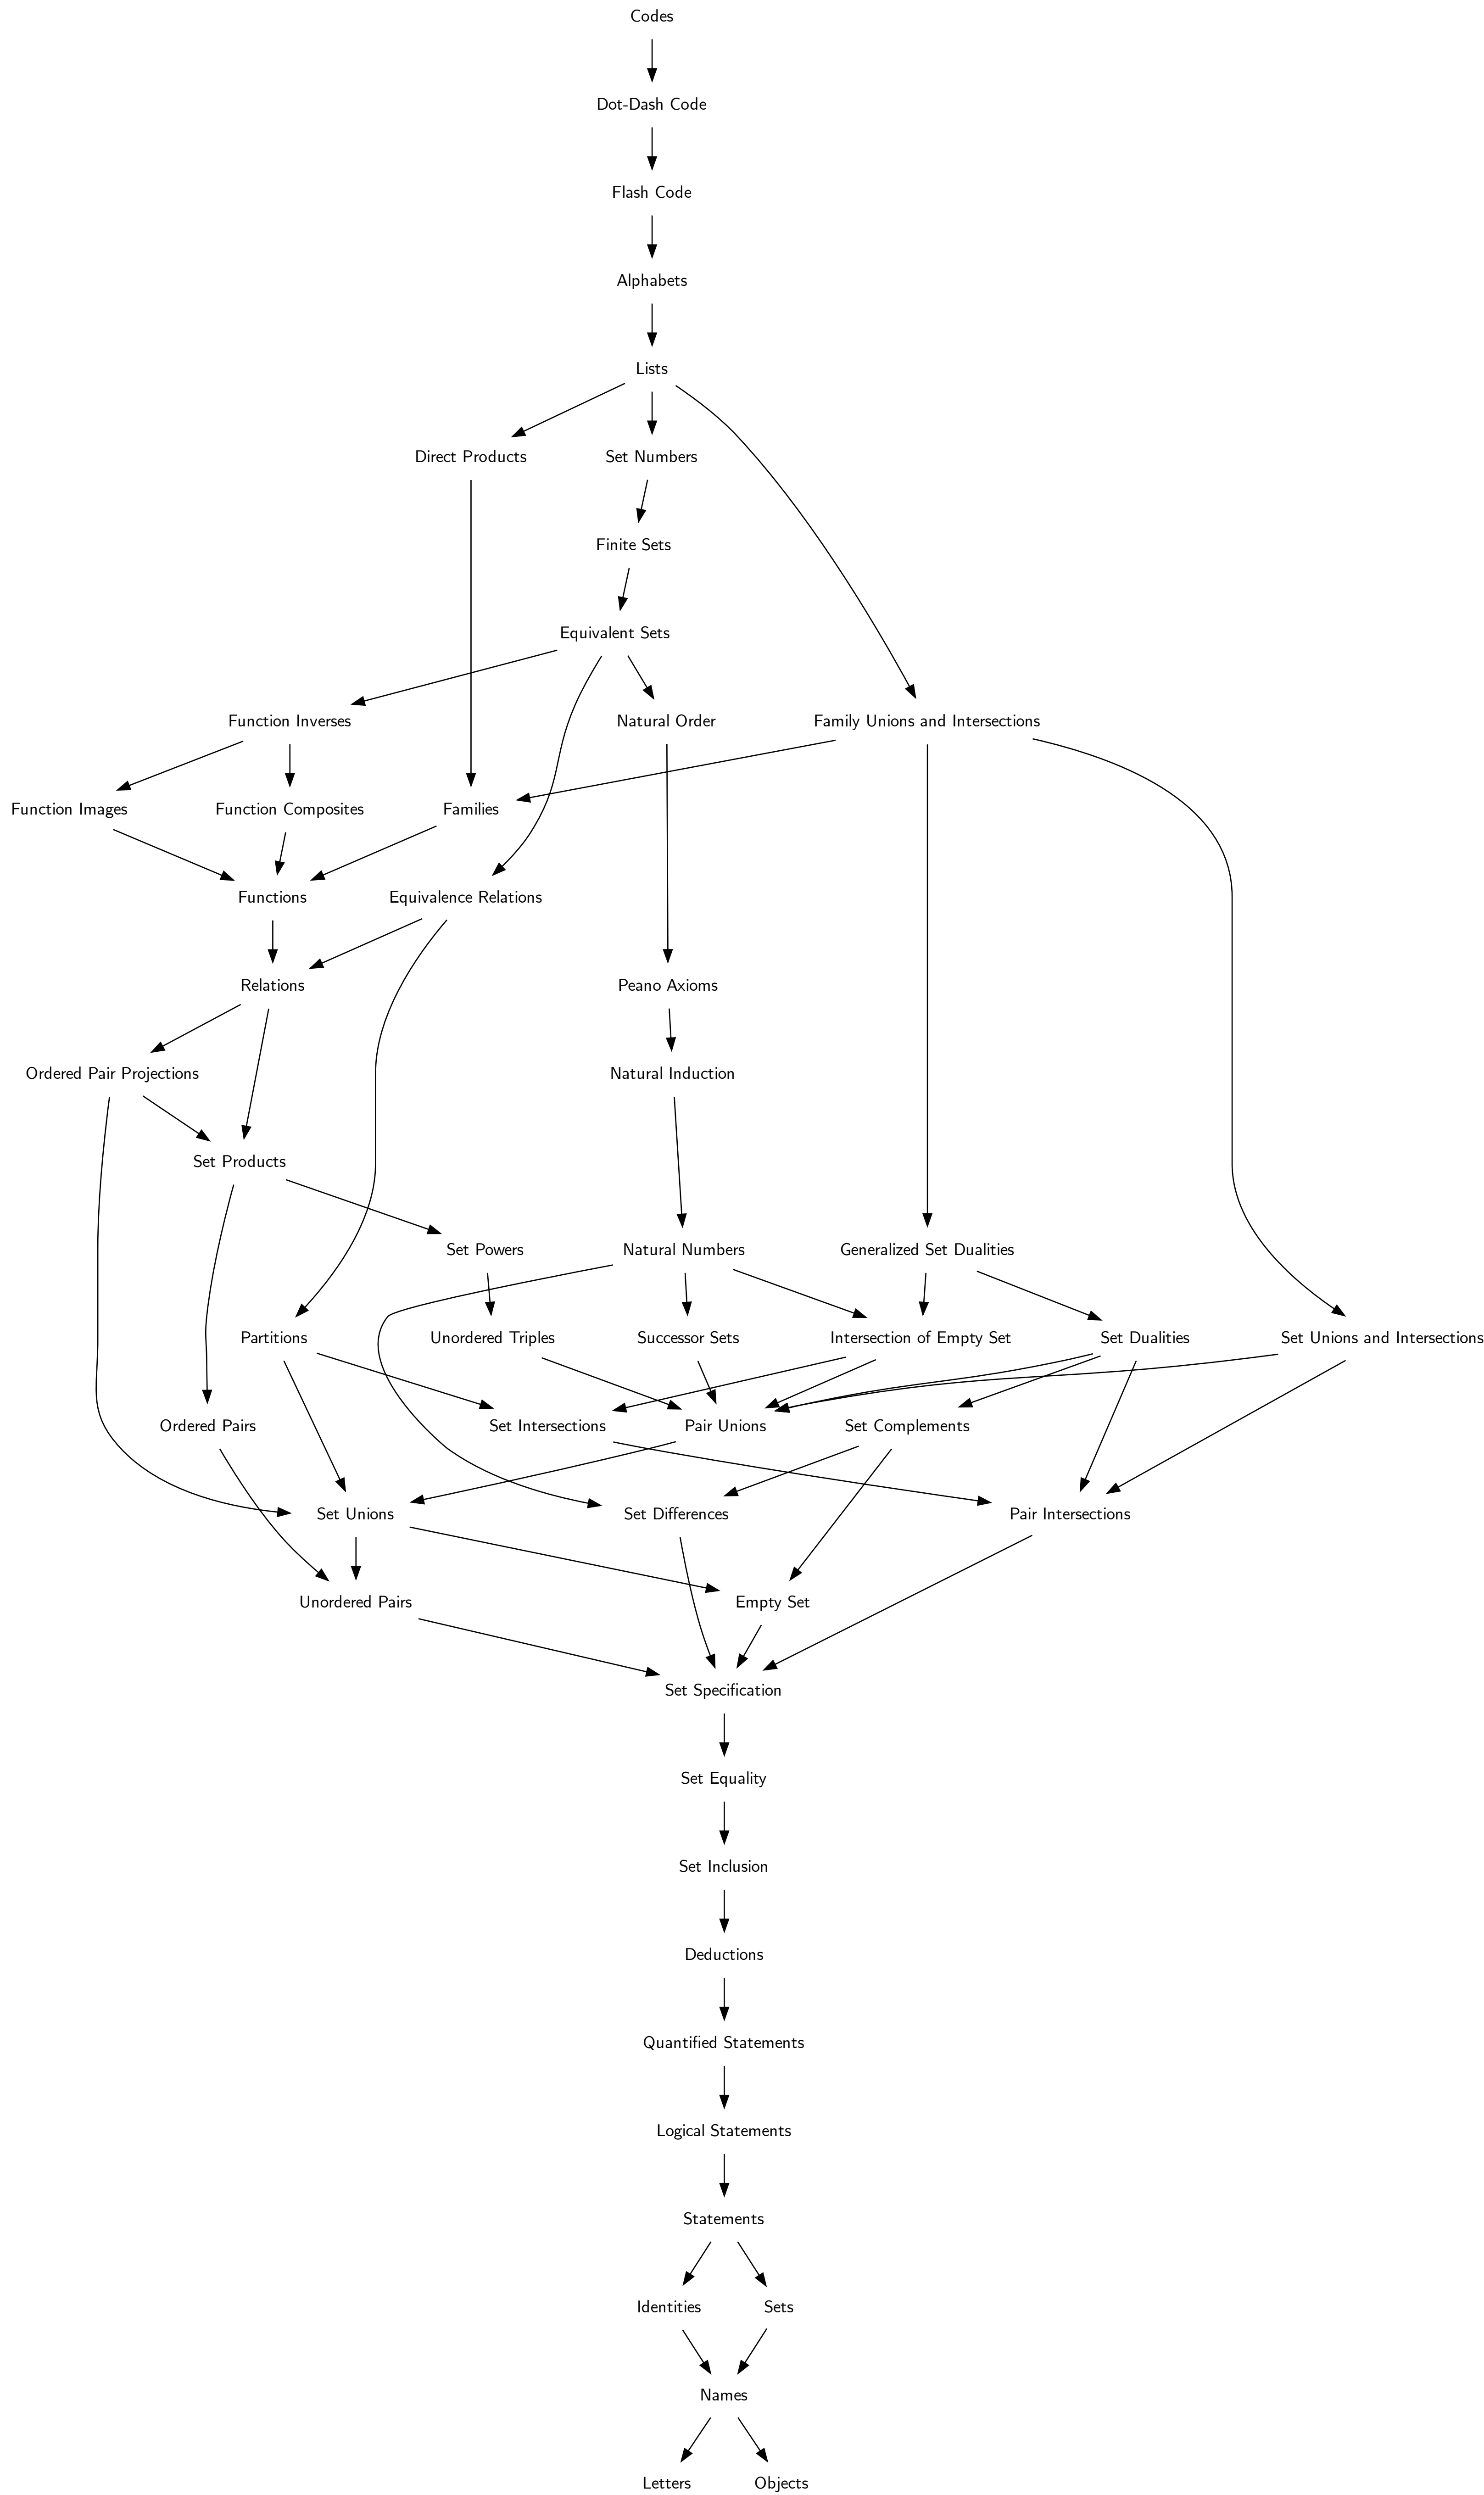 Codes
Dot-Dash Code
Flash Code
Alphabets
Lists
Direct Products
Set Numbers
Finite Sets
Equivalent Sets
Function Inverses
Natural Order
Family Unions and Intersections
Function Images
Function Composites
Families
Functions
Equivalence Relations
Relations
Peano Axioms
Ordered Pair Projections
Natural Induction
Set Products
Set Powers
Natural Numbers
Generalized Set Dualities
Partitions
Unordered Triples
Successor Sets
Intersection of Empty Set
Set Dualities
Set Unions and Intersections
Ordered Pairs
Set Intersections
Pair Unions
Set Complements
Set Unions
Set Differences
Pair Intersections
Unordered Pairs
Empty Set
Set Specification
Set Equality
Set Inclusion
Deductions
Quantified Statements
Logical Statements
Statements
Identities
Sets
Names
Letters
Objects